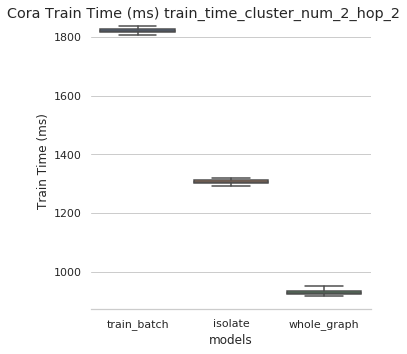 Cora Train Time (ms) train_time_cluster_num_2_hop_2
1800
1600
1400
1200
1000
Train Time (ms)
train_batch isolate whole_graph
models